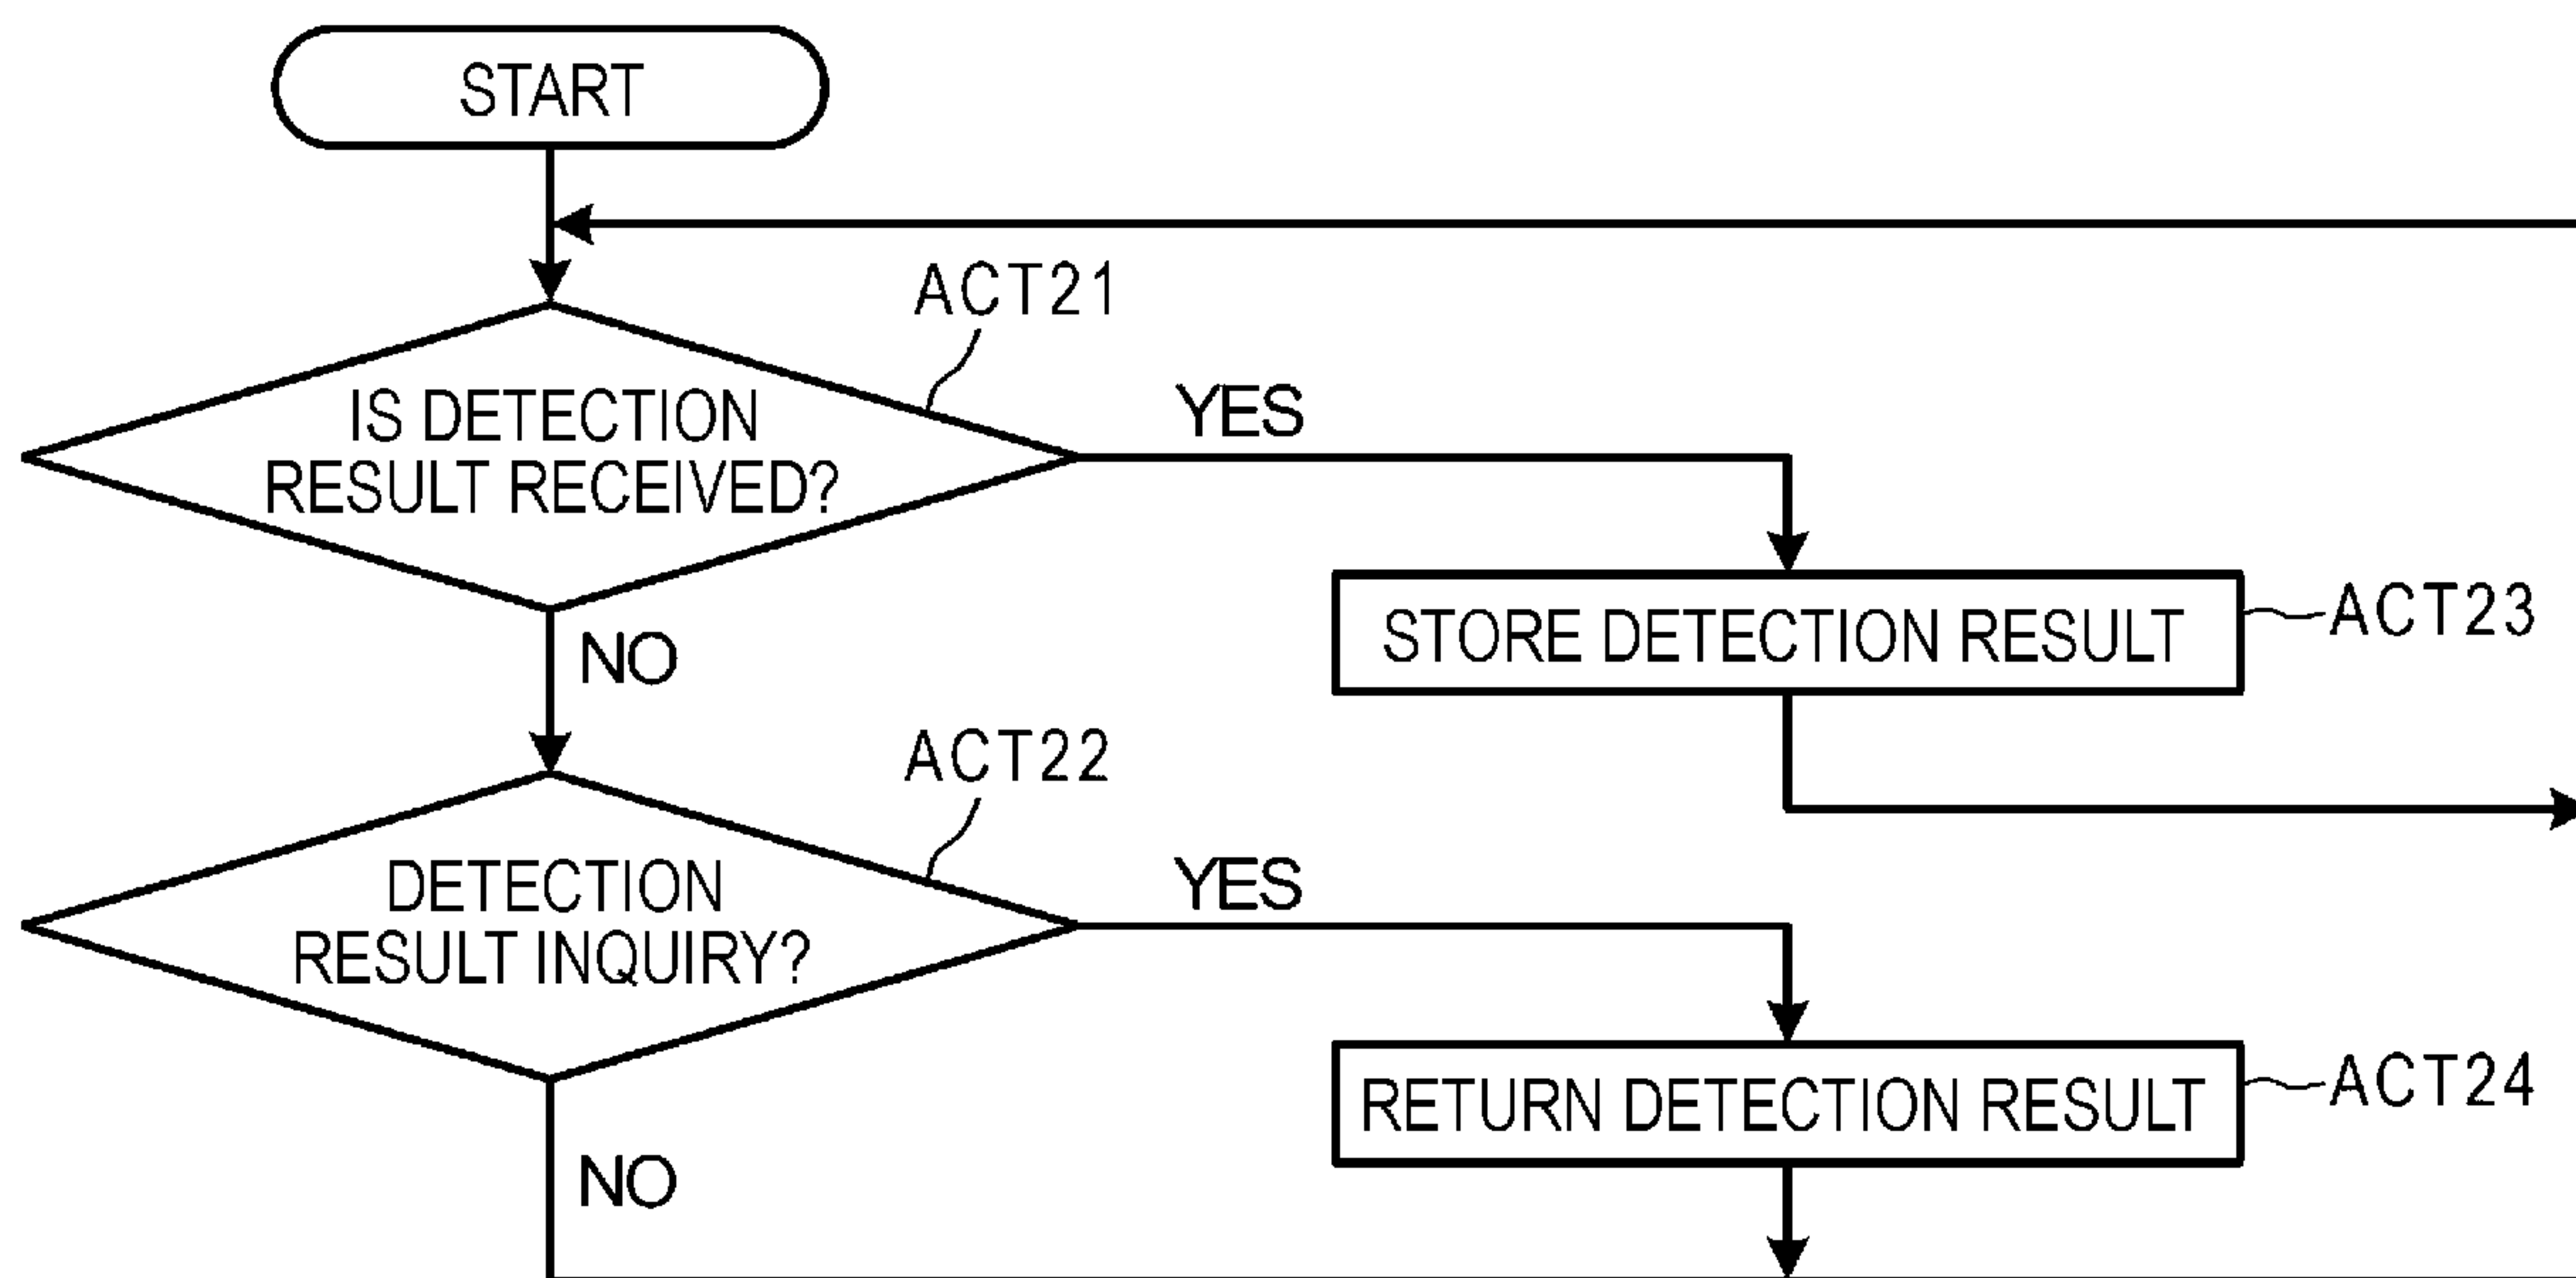 START
ACT21
IS DETECTION
RESULT RECEIVED?
YES
STORE DETECTION RESULT
ACT23
NO
ACT22
DETECTION
RESULT INQUIRY?
YES
RETURN DETECTION RESULT
ACT24
NO